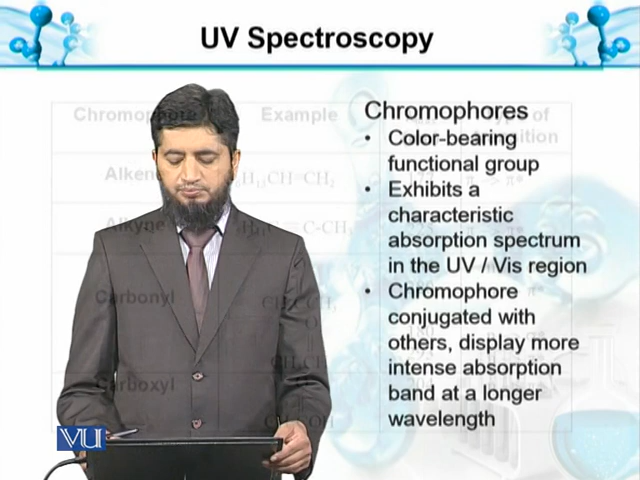 UV Spectroscopy
Chromophores
• Color-bearing
functional group
• Exhibits a
characteristic
absorption spectrum
in the UV / Vis region
• Chromophore
conjugated with
others, display more
intense absorption
band at a longer
wavelength
Chromophore Example
Alkene
Alkyne
Carbonyl
Carboxyl
VU